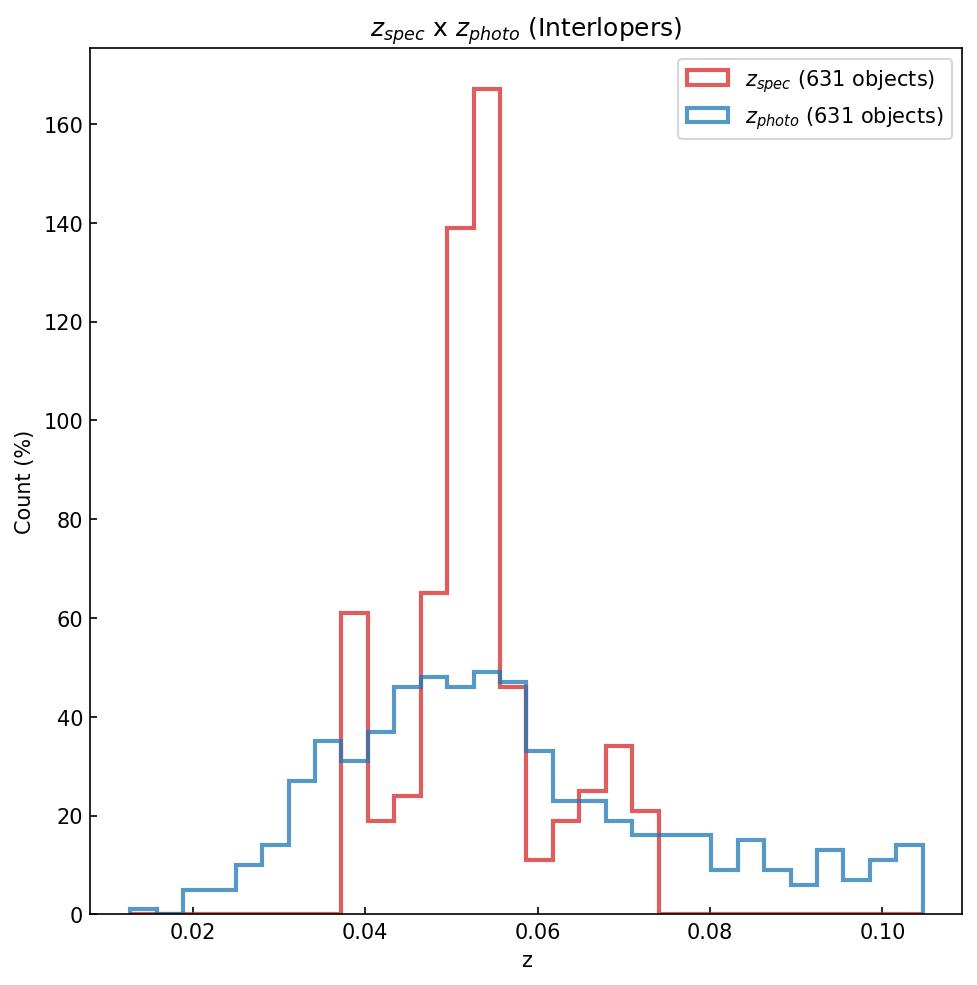 z_spec x z_photo (Interlopers)
z_spec (631 objects)
z_photo (631 objects)
Count (%)
160
140
120
100
80
60
40
20
0
0.02 0.04 0.06 0.08 0.10
z